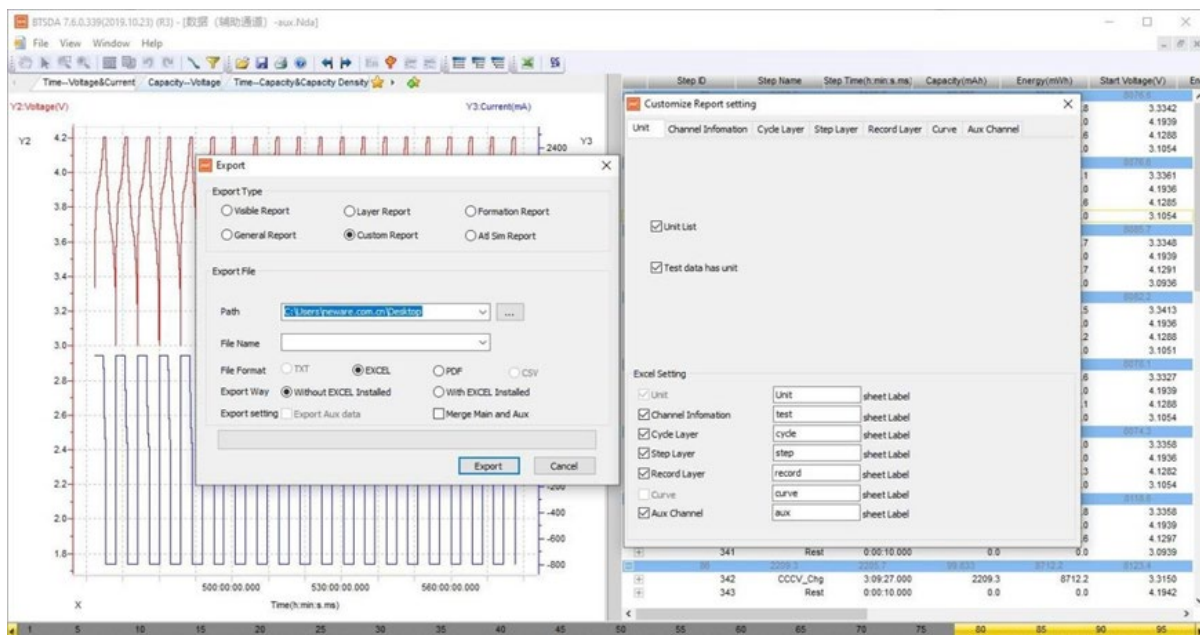 BTSDA 7.6.0.339(2019.10.23) (R3) - [数据 (辅助通道) -aux.Nda]
File View Window Help
Time--Voltage&Current Capacity--Voltage Time--Capacity&Capacity Density
Y2:Voltage(V) Y3:Current(mA)
Y2 Y3
4.2
4.0
3.8
3.6
3.4
3.2
3.0
2.8
2.6
2.4
2.2
2.0
1.8
2400
-200
-400
-600
-800
500:00:00.000 530:00:00.000 560:00:00.000
X Time(h:min:s.ms)
Export
Export Type
Visible Report Layer Report Formation Report
General Report Custom Report Atl Sim Report
Export File
Path C:\Users\neware.com.cn\Desktop ...
File Name
File Format TXT EXCEL PDF CSV
Export Way Without EXCEL Installed With EXCEL Installed
Export setting Export Aux data Merge Main and Aux
Export Cancel
Step ID Step Name Step Time(h:min:s.ms) Capacity(mAh) Energy(mWh) Start Voltage(V) En
Customize Report setting
Unit Channel Infomation Cycle Layer Step Layer Record Layer Curve Aux Channel
Unit List
Test data has unit
Excel Setting
Unit Unit sheet Label
Channel Infomation test sheet Label
Cycle Layer cycle sheet Label
Step Layer step sheet Label
Record Layer record sheet Label
Curve curve sheet Label
Aux Channel aux sheet Label
3.3342
4.1939
4.1288
3.1054
3.3361
4.1936
4.1285
3.1054
3.3348
4.1939
4.1291
3.0936
3.3413
4.1936
4.1288
3.1051
3.3327
4.1939
4.1288
3.1054
3.3358
4.1936
4.1282
3.1054
3.3358
4.1939
4.1297
341 Rest 0:00:10.000 0.0 0.0 3.0939
342 CCCV_Chg 3:09:27.000 2209.3 8712.2 3.3150
343 Rest 0:00:10.000 0.0 0.0 4.1942
1 5 10 15 20 25 30 35 40 45 50 55 60 65 70 75 80 85 90 95